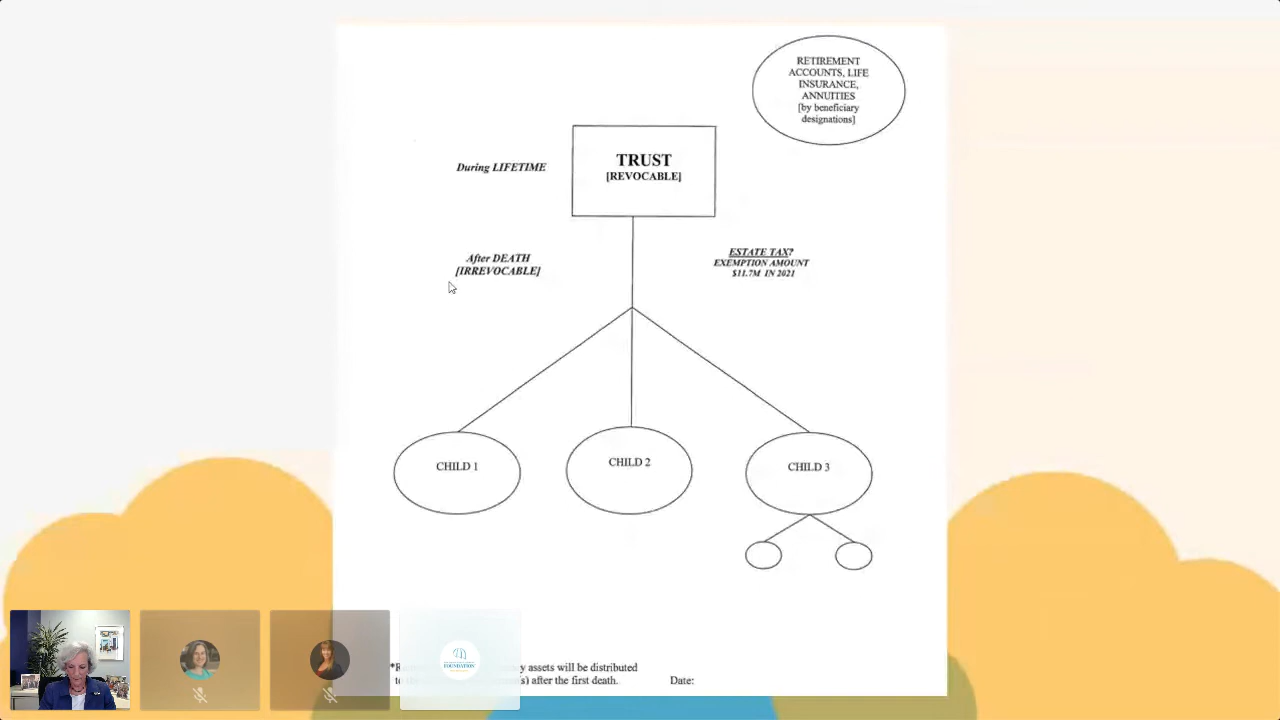 RETIREMENT
ACCOUNTS, LIFE
INSURANCE,
ANNUITIES
[by beneficiary
designations]
During LIFETIME
TRUST
[REVOCABLE]
After DEATH
[IRREVOCABLE]
ESTATE TAX?
EXEMPTION AMOUNT
$11.7M IN 2021
CHILD 1
CHILD 2
CHILD 3
FOUNDATION
assets will be distributed
after the first death.
Date: